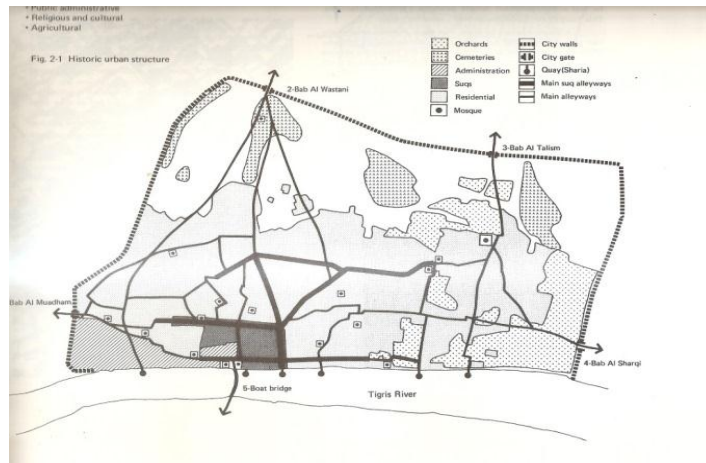 • Public administrative
• Religious and cultural
• Agricultural
Fig. 2-1 Historic urban structure
Orchards
Cemeteries
Administration
Suqs
Residential
Mosque
City walls
City gate
Quay(Sharia)
Main suq alleyways
Main alleyways
2-Bab Al Wastani
3-Bab Al Talism
Bab Al Muadham
4-Bab Al Sharqi
5-Boat bridge
Tigris River